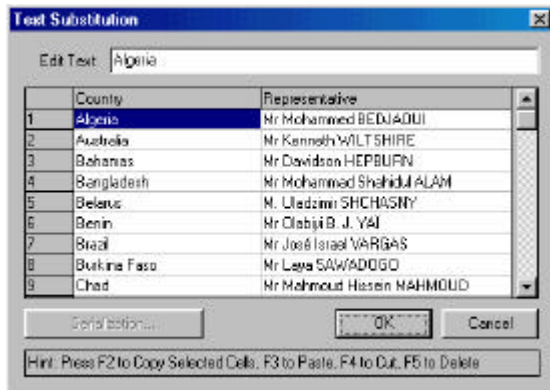 Text Substitution
Edit Text Algeria
Country Representative
1 Algeria Mr Mohammed BEDJAOUI
2 Australia Mr Kenneth WILTSHIRE
3 Bahamas Mr Davidson HEPBURN
4 Bangladesh Mr Mohammad Shahidul ALAM
5 Belarus M. Uladzimir SHCHASNY
6 Benin Mr Olabiyi B. J. YAÏ
7 Brazil Mr José Israel VARGAS
8 Burkina Faso Mr Laya SAWADOGO
9 Chad Mr Mahmoud Hissein MAHMOUD
Serialization... OK Cancel
Hint: Press F2 to Copy Selected Cells, F3 to Paste, F4 to Cut, F5 to Delete